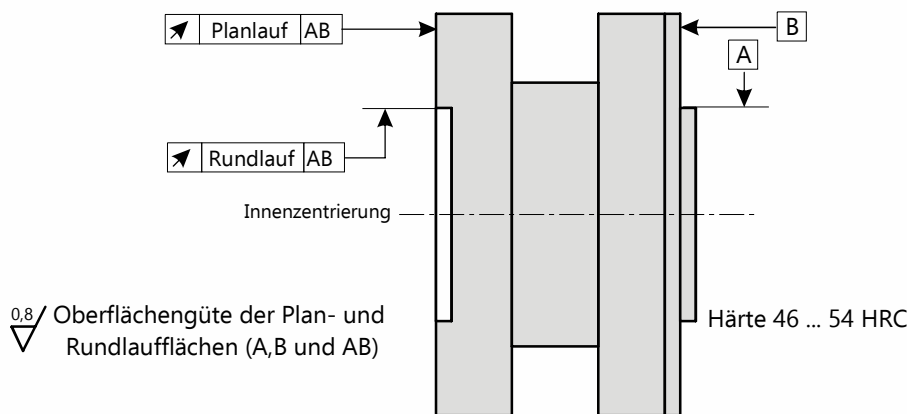 Planlauf AB
B
A
Rundlauf AB
Innenzentrierung
0,8 Oberflächengüte der Plan- und
Rundlaufflächen (A,B und AB)
Härte 46 ... 54 HRC